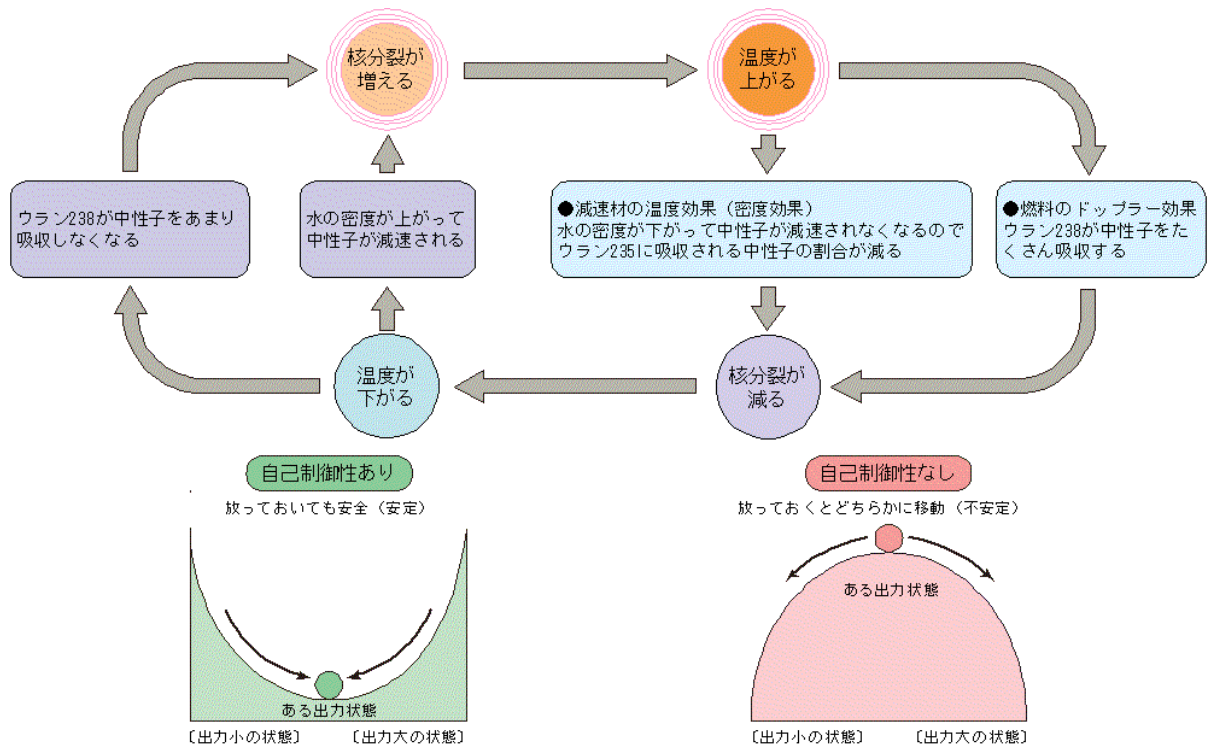 核分裂が
増える
温度が
上がる
ウラン238が中性子をあまり
吸収しなくなる
水の密度が上がって
中性子が減速される
●減速材の温度効果（密度効果）
水の密度が下がって中性子が減速されなくなるので
ウラン235に吸収される中性子の割合が減る
●燃料のドップラー効果
ウラン238が中性子をた
くさん吸収する
温度が
下がる
核分裂が
減る
自己制御性あり
放っておいても安全（安定）
ある出力状態
〔出力小の状態〕
〔出力大の状態〕
自己制御性なし
放っておくとどちらかに移動（不安定）
ある出力状態
〔出力小の状態〕
〔出力大の状態〕